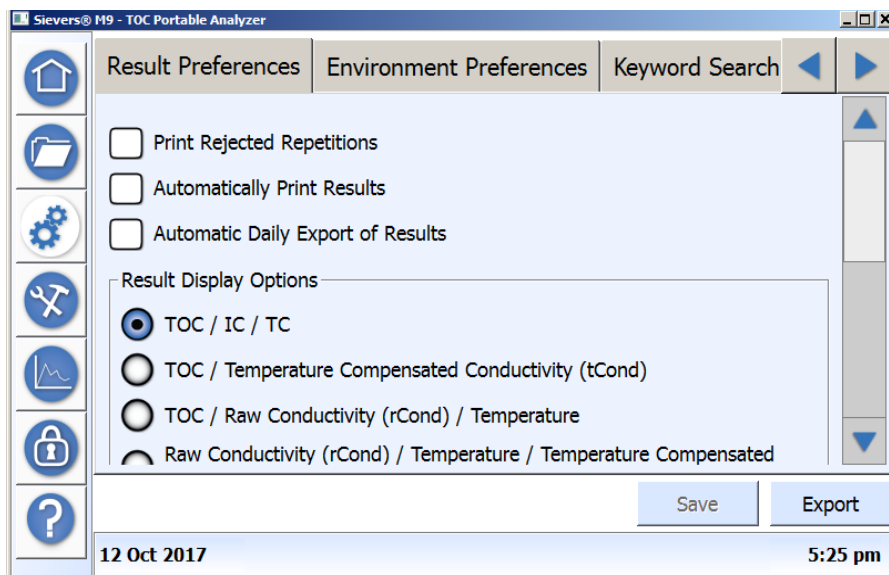 Sievers® M9 - TOC Portable Analyzer
Result Preferences
Environment Preferences
Keyword Search
Print Rejected Repetitions
Automatically Print Results
Automatic Daily Export of Results
Result Display Options
TOC / IC / TC
TOC / Temperature Compensated Conductivity (tCond)
TOC / Raw Conductivity (rCond) / Temperature
Raw Conductivity (rCond) / Temperature / Temperature Compensated
Save
Export
12 Oct 2017
5:25 pm